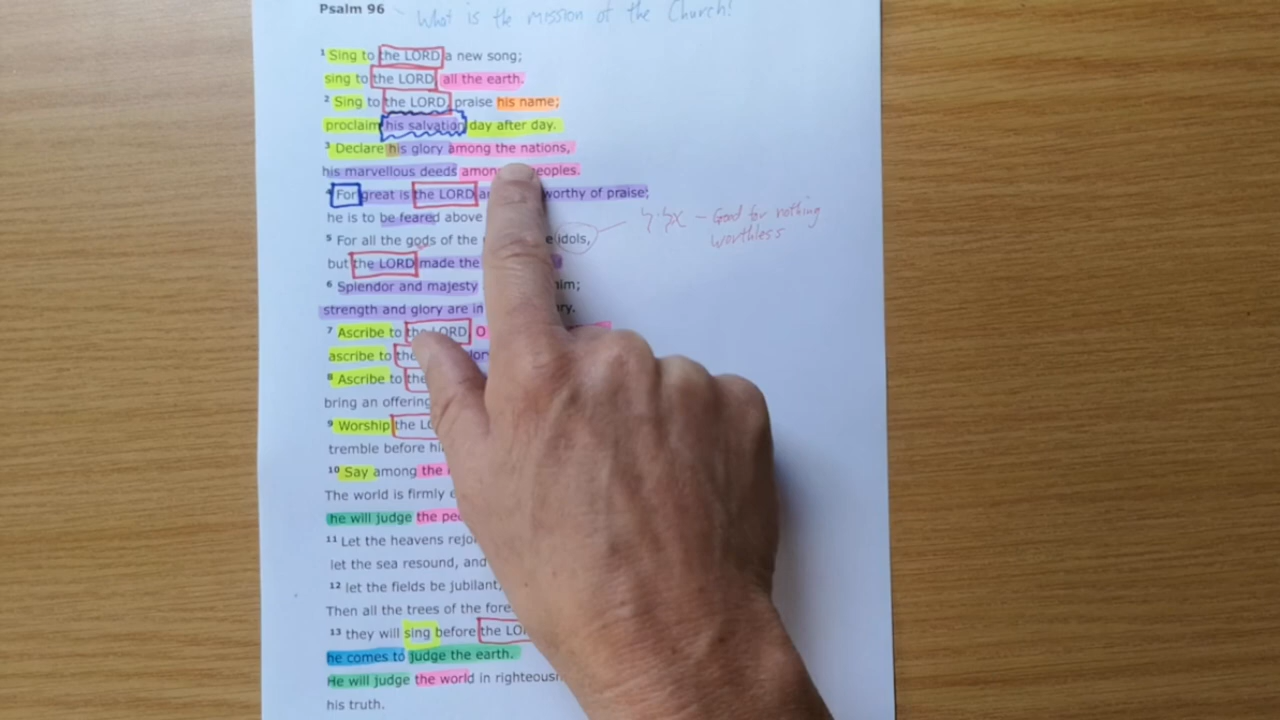 Psalm 96 - What is the mission of the Church!
1 Sing to the LORD a new song;
sing to the LORD, all the earth.
2 Sing to the LORD, praise his name;
proclaim his salvation day after day.
3 Declare his glory among the nations,
his marvellous deeds among peoples.
4 For great is the LORD worthy of praise;
he is to be feared above
5 For all the gods of the idols,
but the LORD made the
6 Splendor and majesty him;
strength and glory are in
7 Ascribe to the LORD, O
ascribe to the
8 Ascribe to the
bring an offering
9 Worship the
tremble before
10 Say among the
The world is firmly
he will judge the
11 Let the heavens
let the sea resound, and
12 let the fields be jubilant,
Then all the trees of the
13 they will sing before the
he comes to judge the earth.
He will judge the world in
his truth.
- Good for nothing
worthless